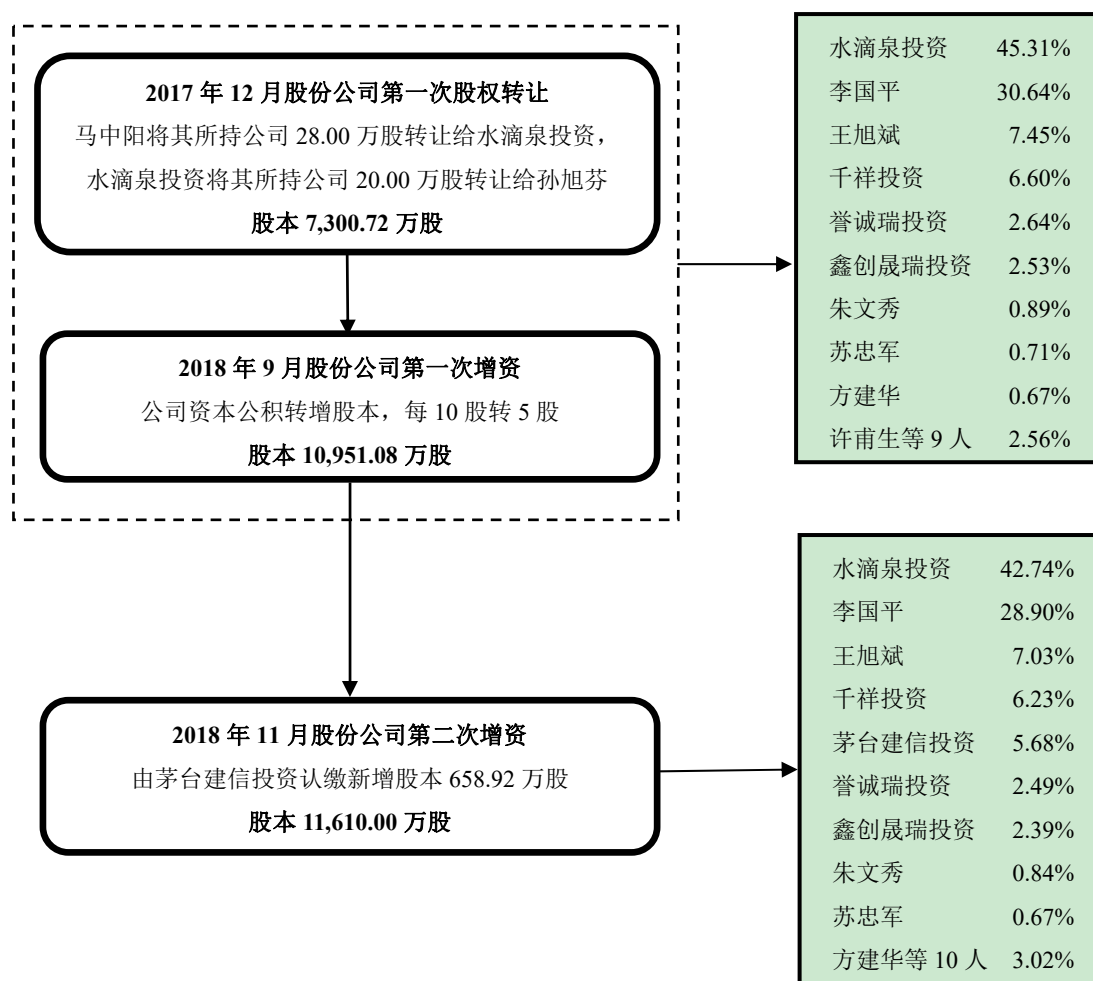 2017 年 12 月股份公司第一次股权转让
马中阳将其所持公司 28.00 万股转让给水滴泉投资，
水滴泉投资将其所持公司 20.00 万股转让给孙旭芬
股本 7,300.72 万股
2018 年 9 月股份公司第一次增资
公司资本公积转增股本，每 10 股转 5 股
股本 10,951.08 万股
水滴泉投资 45.31%
李国平 30.64%
王旭斌 7.45%
千祥投资 6.60%
誉诚瑞投资 2.64%
鑫创晟瑞投资 2.53%
朱文秀 0.89%
苏忠军 0.71%
方建华 0.67%
许甫生等 9 人 2.56%
2018 年 11 月股份公司第二次增资
由茅台建信投资认缴新增股本 658.92 万股
股本 11,610.00 万股
水滴泉投资 42.74%
李国平 28.90%
王旭斌 7.03%
千祥投资 6.23%
茅台建信投资 5.68%
誉诚瑞投资 2.49%
鑫创晟瑞投资 2.39%
朱文秀 0.84%
苏忠军 0.67%
方建华等 10 人 3.02%